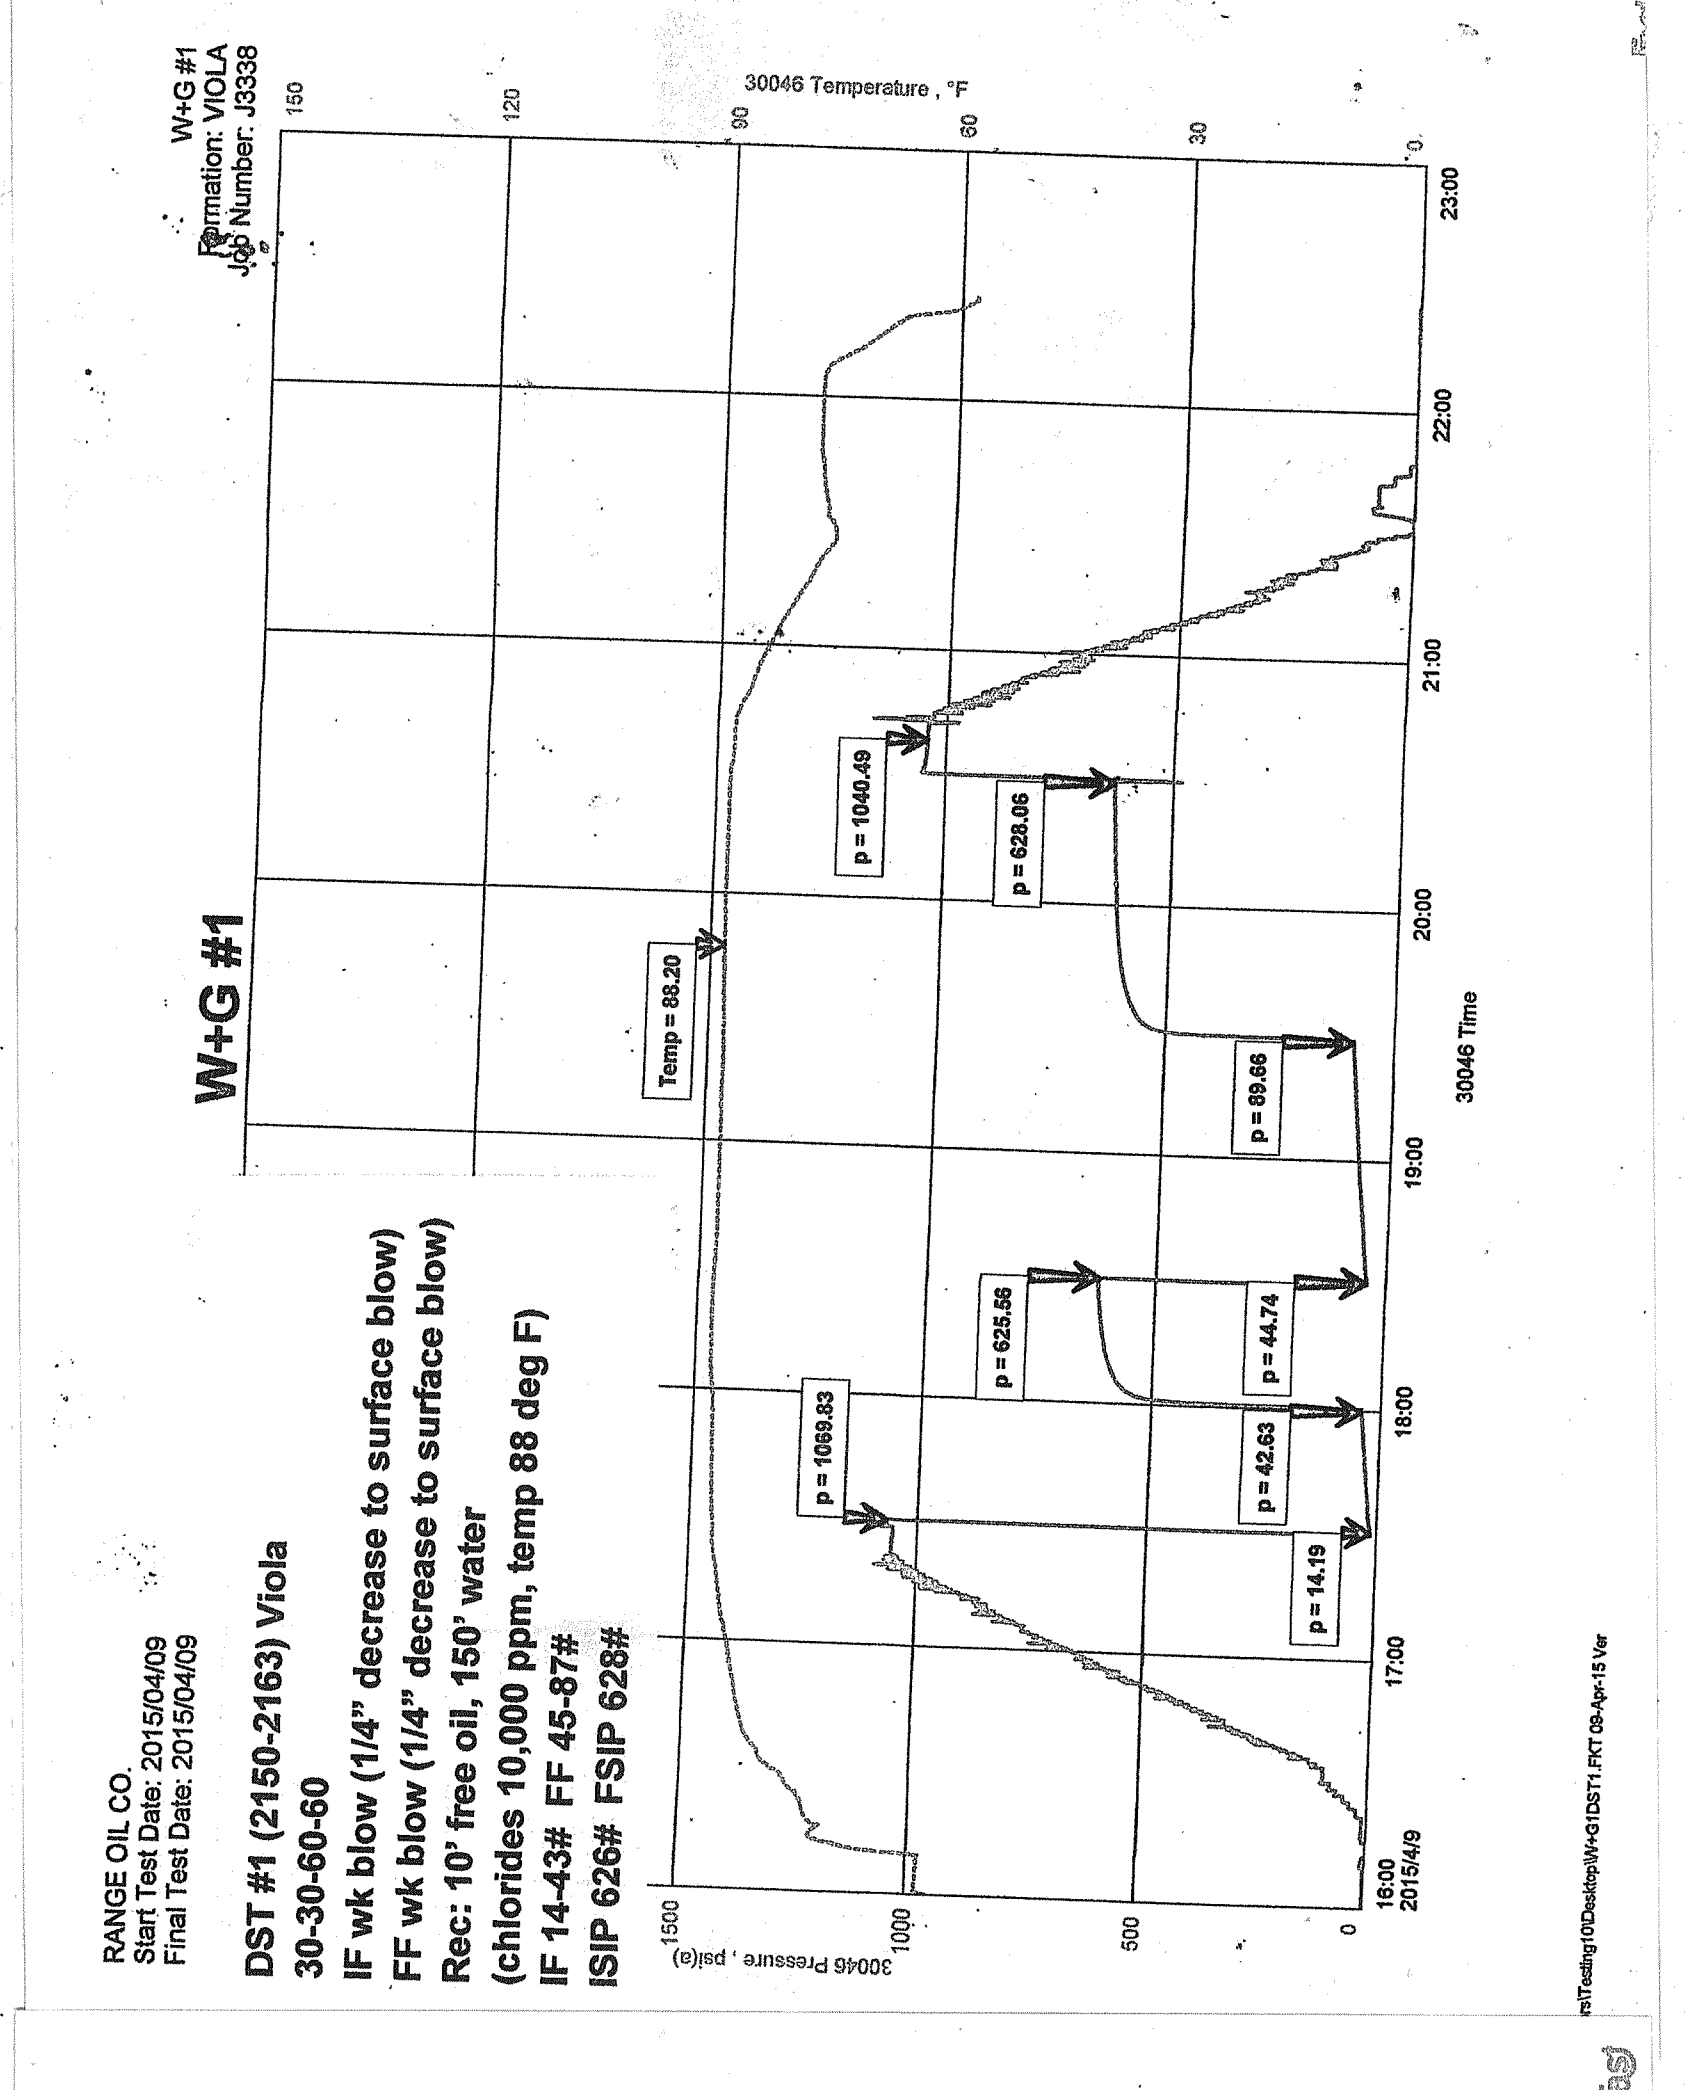 RANGE OIL CO.
Start Test Date: 2015/04/09
Final Test Date: 2015/04/09
W+G #1
W+G #1
Formation: VIOLA
Job Number: J3338
DST #1 (2150-2163) Viola
30-30-60-60
IF wk blow (1/4" decrease to surface blow)
FF wk blow (1/4" decrease to surface blow)
Rec: 10' free oil, 150' water
(chlorides 10,000 ppm, temp 88 deg F)
IF 14-43# FF 45-87#
ISIP 626# FSIP 628#
30046 Pressure , psi(a)
1500
1000
500
0
30046 Temperature , °F
150
120
90
60
30
0
Temp = 88.20
p = 1069.83
p = 14.19
p = 42.63
p = 625.56
p = 44.74
p = 89.66
p = 628.06
p = 1040.49
16:00
2015/4/9
17:00
18:00
19:00
20:00
21:00
22:00
23:00
30046 Time
rs\Testing10\Desktop\W+G1DST1.FKT 09-Apr-15 Ver